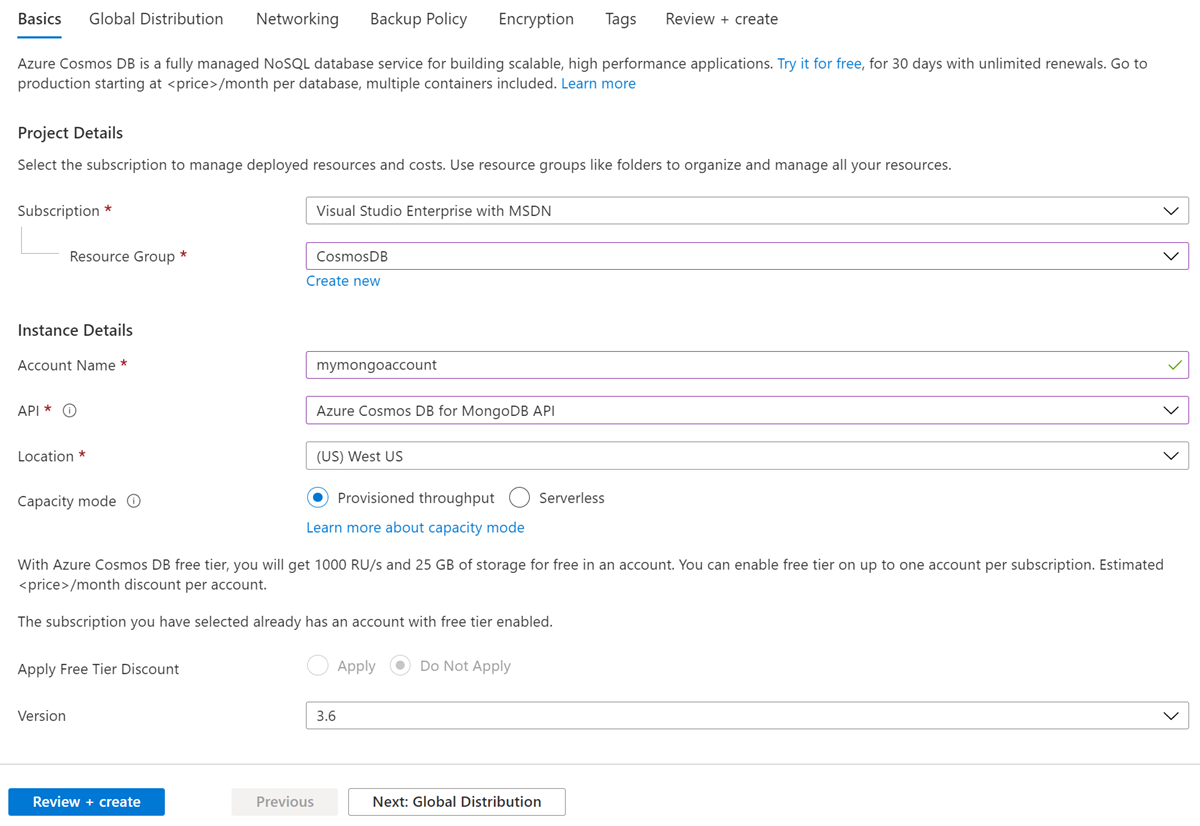 Basics Global Distribution Networking Backup Policy Encryption Tags Review + create
Azure Cosmos DB is a fully managed NoSQL database service for building scalable, high performance applications. Try it for free, for 30 days with unlimited renewals. Go to
production starting at <price>/month per database, multiple containers included. Learn more
Project Details
Select the subscription to manage deployed resources and costs. Use resource groups like folders to organize and manage all your resources.
Subscription * Visual Studio Enterprise with MSDN
Resource Group * CosmosDB
Create new
Instance Details
Account Name * mymongoaccount
API * Azure Cosmos DB for MongoDB API
Location * (US) West US
Capacity mode Provisioned throughput Serverless
Learn more about capacity mode
With Azure Cosmos DB free tier, you will get 1000 RU/s and 25 GB of storage for free in an account. You can enable free tier on up to one account per subscription. Estimated
<price>/month discount per account.
The subscription you have selected already has an account with free tier enabled.
Apply Free Tier Discount Apply Do Not Apply
Version 3.6
Review + create Previous Next: Global Distribution